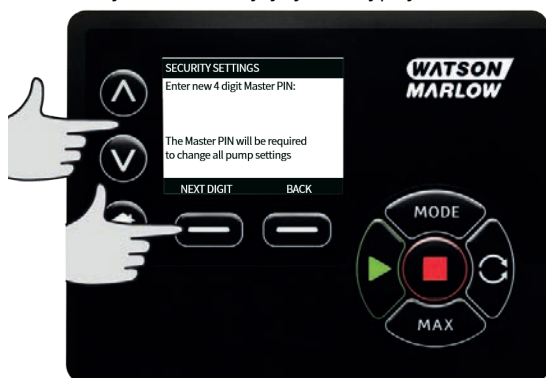 SECURITY SETTINGS
Enter new 4 digit Master PIN:
The Master PIN will be required
to change all pump settings
NEXT DIGIT BACK
WATSON
MARLOW
MODE
MAX